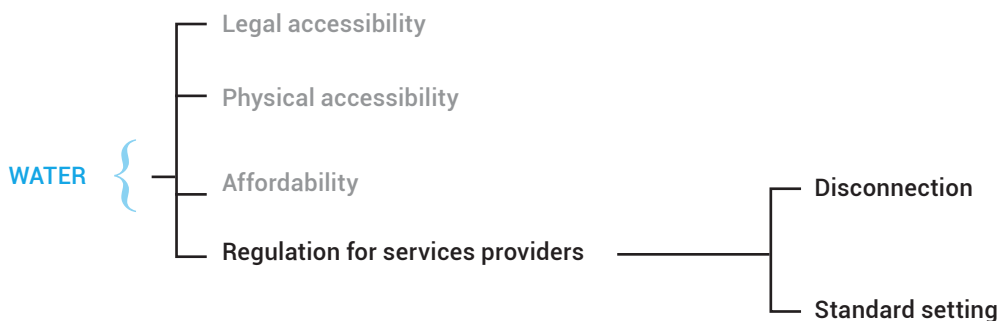 Legal accessibility
Physical accessibility
WATER
Affordability
Disconnection
Regulation for services providers
Standard setting